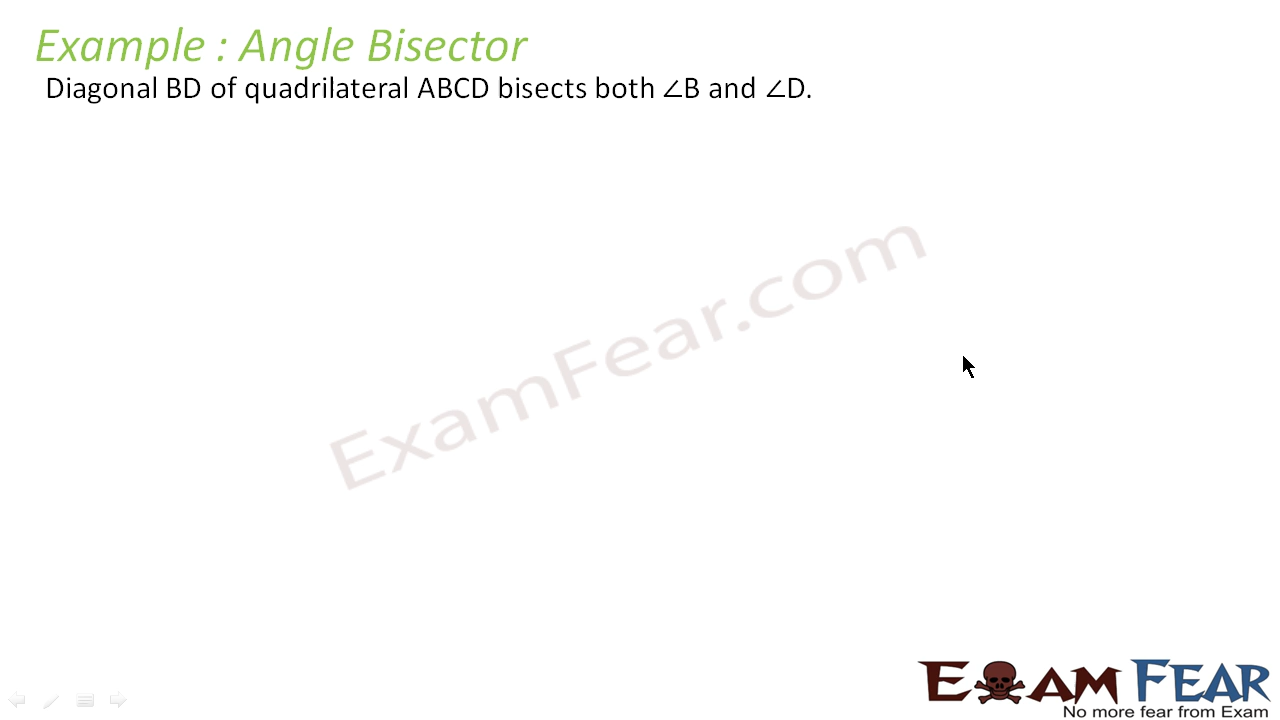 Example : Angle Bisector
Diagonal BD of quadrilateral ABCD bisects both ∠B and ∠D.
ExamFear.com
EXAM FEAR
No more fear from Exam